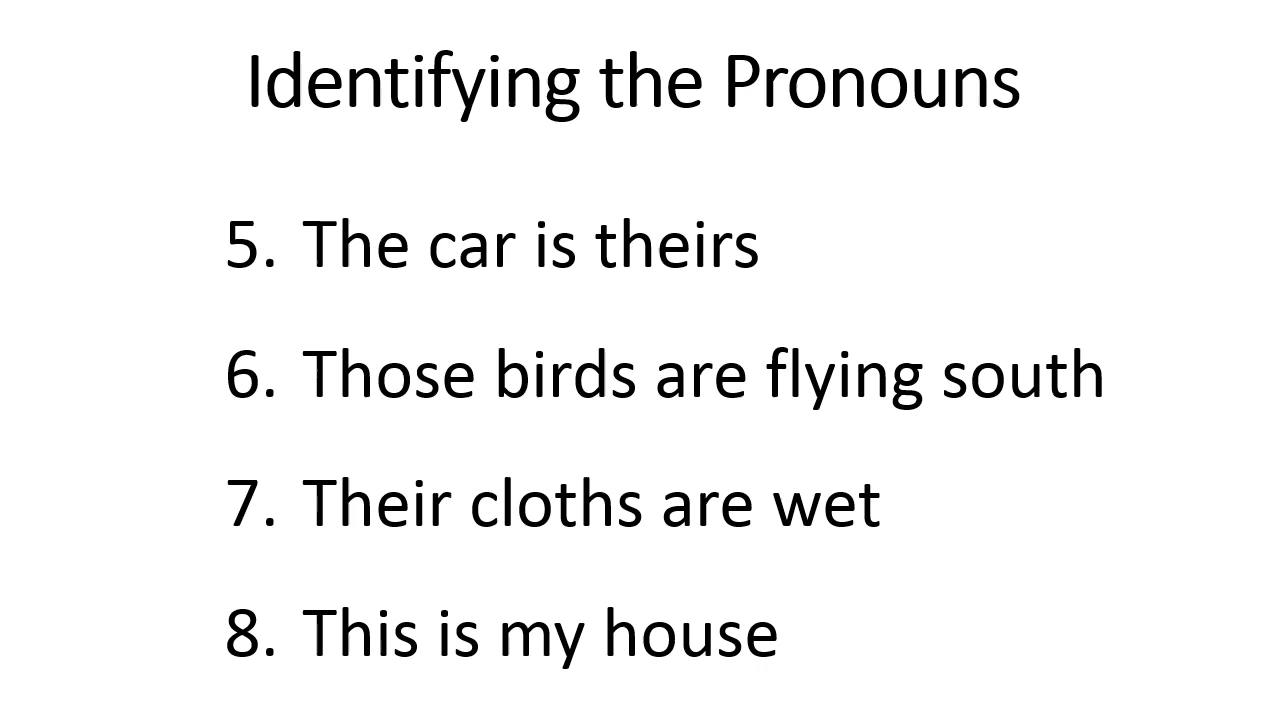 Identifying the Pronouns
5. The car is theirs
6. Those birds are flying south
7. Their cloths are wet
8. This is my house